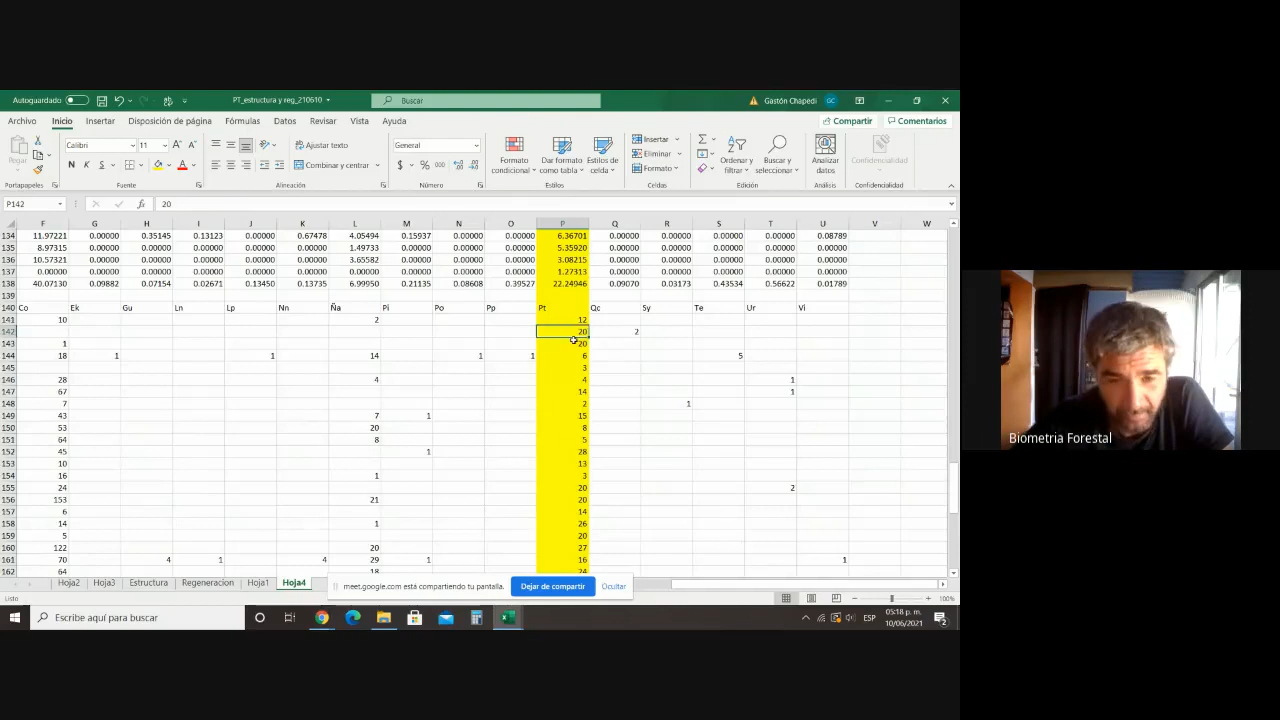 Autoguardado PT_estructura y reg_210610 Buscar Gastón Chapedi GC
Archivo Inicio Insertar Disposición de página Fórmulas Datos Revisar Vista Ayuda Compartir Comentarios
Pegar Calibri 11 Ajustar texto General Insertar
N K S Combinar y centrar $ % 000 Formato condicional Dar formato como tabla Estilos de celda Eliminar Formato Ordenar y filtrar Buscar y seleccionar Analizar datos Confidencialidad
Portapapeles Fuente Alineación Número Estilos Celdas Edición Análisis Confidencialidad
P142 fx 20
F G H I J K L M N O P Q R S T U V W
134 11.97221 0.00000 0.35145 0.13123 0.00000 0.67478 4.05494 0.15937 0.00000 0.00000 6.36701 0.00000 0.00000 0.00000 0.00000 0.08789
135 8.97315 0.00000 0.00000 0.00000 0.00000 0.00000 1.49733 0.00000 0.00000 0.00000 5.35920 0.00000 0.00000 0.00000 0.00000 0.00000
136 10.57321 0.00000 0.00000 0.00000 0.00000 0.00000 3.65582 0.00000 0.00000 0.00000 3.08215 0.00000 0.00000 0.00000 0.00000 0.00000
137 0.00000 0.00000 0.00000 0.00000 0.00000 0.00000 0.00000 0.00000 0.00000 0.00000 1.27313 0.00000 0.00000 0.00000 0.00000 0.00000
138 40.07130 0.09882 0.07154 0.02671 0.13450 0.13735 6.99950 0.21135 0.08608 0.39527 22.24946 0.09070 0.03173 0.43534 0.56622 0.01789
139
140 Co Ek Gu Ln Lp Nn Ña Pi Po Pp Pt Qc Sy Te Ur Vi
141 10 2 12
142 20 2
143 1 20
144 18 1 1 14 1 1 6 5
145 3
146 28 4 4 1
147 67 14 1
148 7 2 1
149 43 7 1 15
150 53 20 8
151 64 8 5
152 45 1 28
153 10 13
154 16 1 3
155 24 20 2
156 153 21 20
157 6 14
158 14 1 26
159 5 20
160 122 20 27
161 70 4 1 4 29 1 16 1
162 64 18 24
Hoja2 Hoja3 Estructura Regeneracion Hoja1 Hoja4
meet.google.com está compartiendo tu pantalla. Dejar de compartir Ocultar
Listo 100%
Escribe aquí para buscar ESP 05:18 p. m. 10/06/2021 2
Biometria Forestal